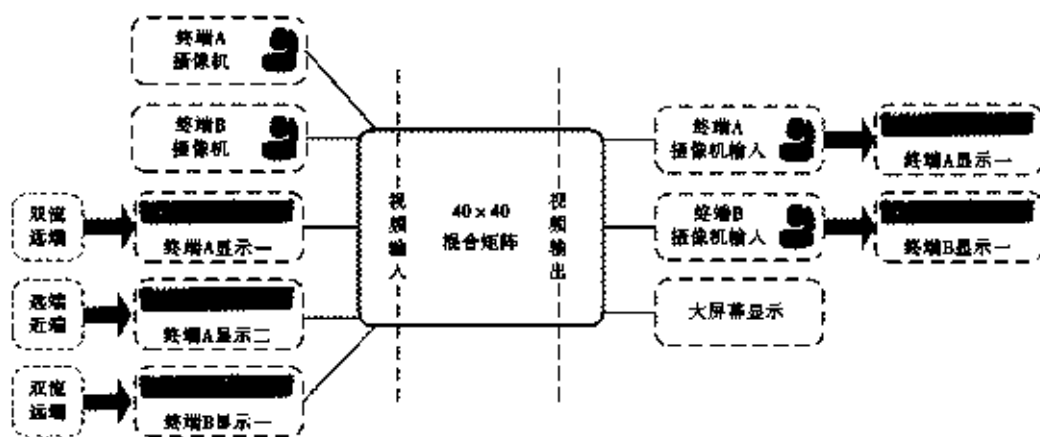 终端A
摄像机
终端B
摄像机
双流
远端
终端A显示一
远端
近端
终端A显示二
双流
远端
终端B显示一
视频输入
40×40
混合矩阵
视频输出
终端A
摄像机输入
终端A显示一
终端B
摄像机输入
终端B显示一
大屏幕显示